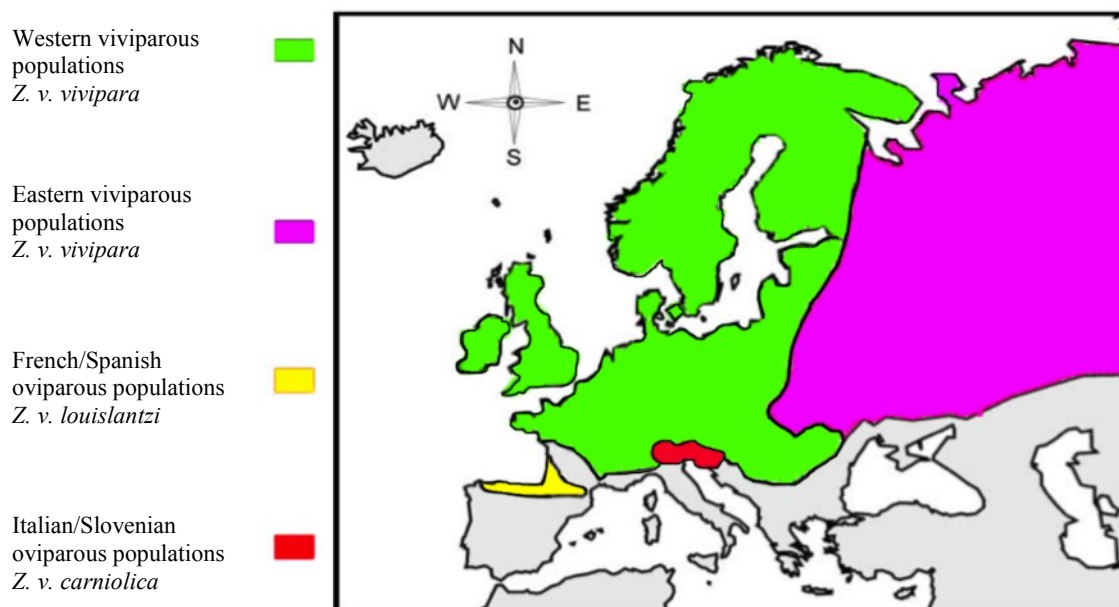 Western viviparous
populations
Z. v. vivipara
Eastern viviparous
populations
Z. v. vivipara
French/Spanish
oviparous populations
Z. v. louislantzi
Italian/Slovenian
oviparous populations
Z. v. carniolica
N
W E
S